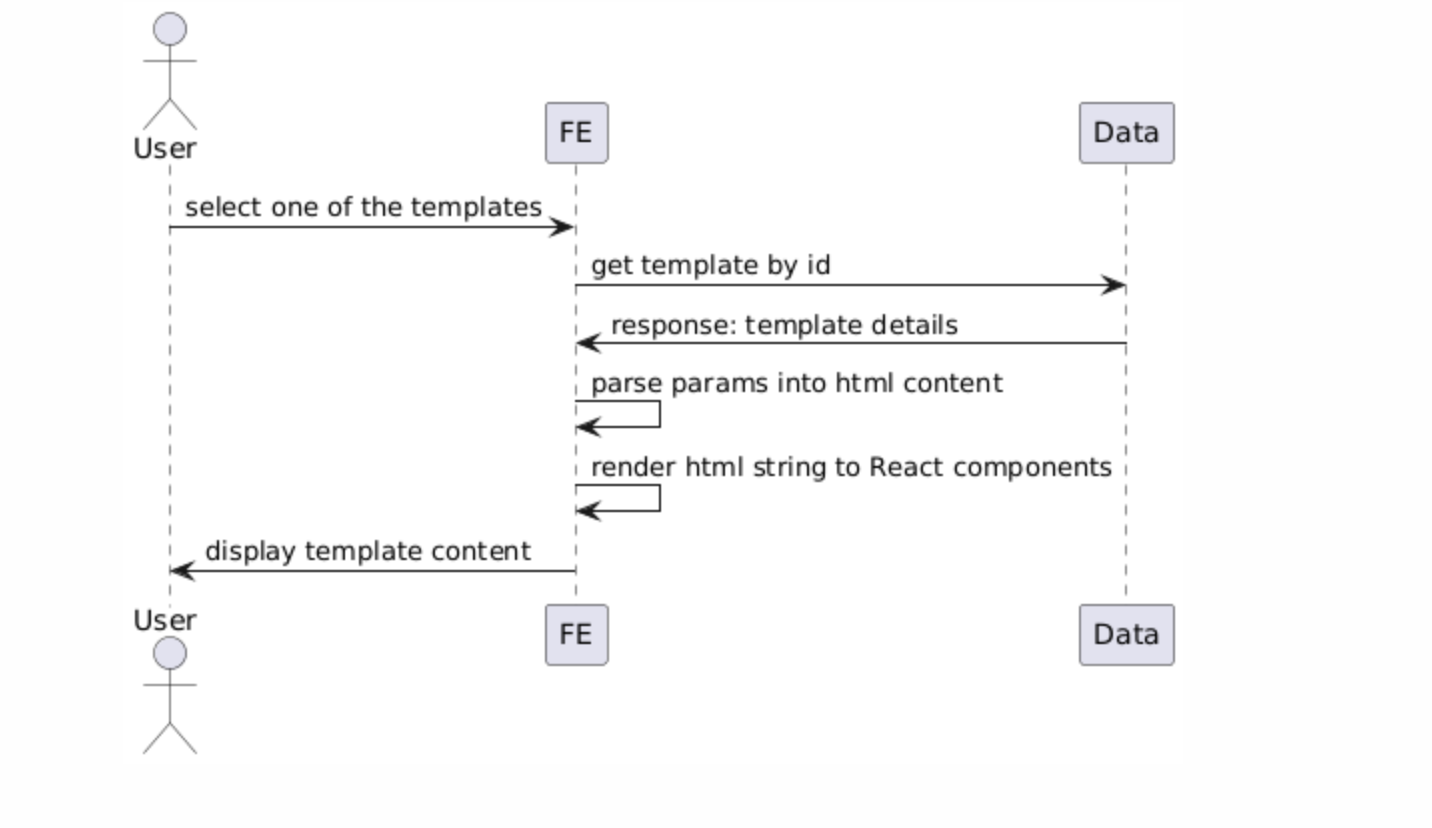 User
FE
Data
select one of the templates
get template by id
response: template details
parse params into html content
render html string to React components
display template content
User
FE
Data